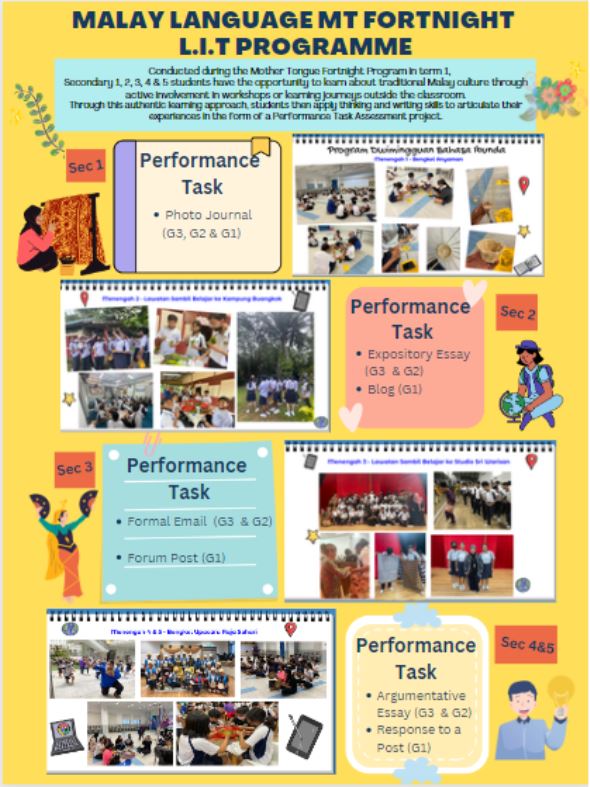 MALAY LANGUAGE MT FORTNIGHT
L.I.T PROGRAMME
Conducted during the Mother Tongue Fortnight Program in term 1,
Secondary 1, 2, 3, 4 & 5 students have the opportunity to learn about traditional Malay culture through
active involvement in workshops or learning journeys outside the classroom.
Through this authentic learning approach, students then apply thinking and writing skills to articulate their
experiences in the form of a Performance Task Assessment project.
Sec 1
Performance
Task
• Photo Journal
(G3, G2 & G1)
Program Dwimingguan Bahasa Ibunda
Menengah 1 - Bengkel Anyaman
Menengah 2 - Lawatan Sambil Belajar ke Kampung Buangkok
Performance
Task
• Expository Essay
(G3 & G2)
• Blog (G1)
Sec 2
Sec 3
Performance
Task
• Formal Email (G3 & G2)
• Forum Post (G1)
Menengah 3 - Lawatan Sambil Belajar ke Studio Sri Warisan
Menengah 4 & 5 - Bengkel Upacara Raja Sehari
Performance
Task
• Argumentative
Essay (G3 & G2)
• Response to a
Post (G1)
Sec 4&5